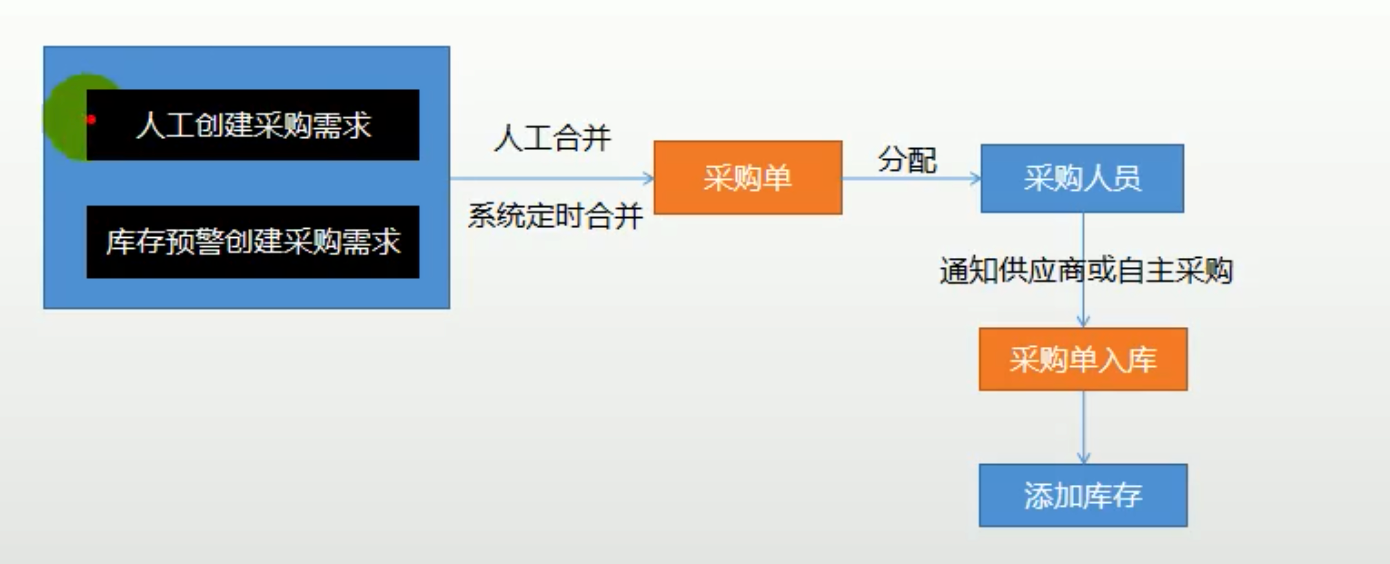 人工创建采购需求
库存预警创建采购需求
人工合并
系统定时合并
采购单
分配
采购人员
通知供应商或自主采购
采购单入库
添加库存